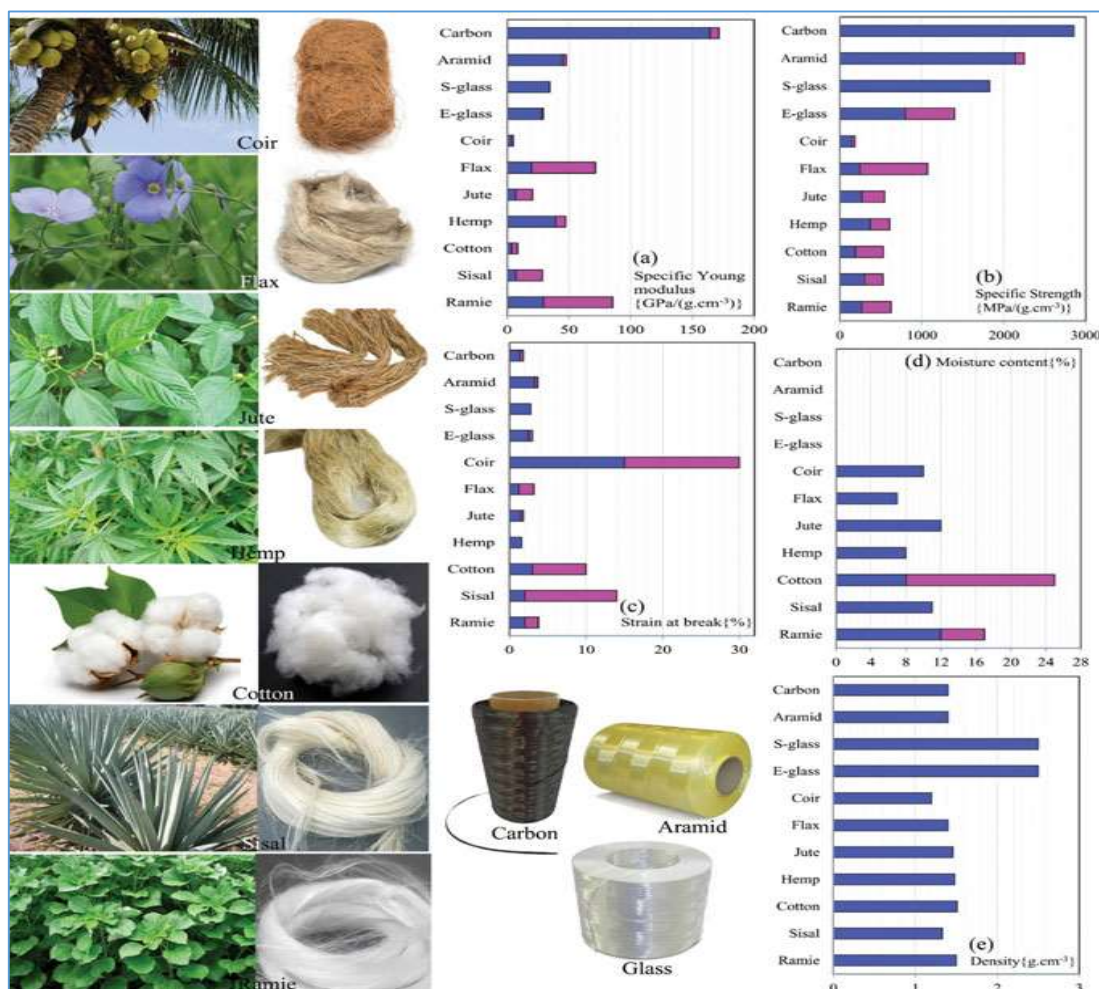 Coir
Flax
Jute
Hemp
Cotton
Sisal
Ramie
Carbon
Aramid
S-glass
E-glass
Coir
Flax
Jute
Hemp
Cotton
Sisal
Ramie
(a)
Specific Young
modulus
{GPa/(g.cm⁻³)}
0 50 100 150 200
Carbon
Aramid
S-glass
E-glass
Coir
Flax
Jute
Hemp
Cotton
Sisal
Ramie
(b)
Specific Strength
{MPa/(g.cm⁻³)}
0 1000 2000 3000
Carbon
Aramid
S-glass
E-glass
Coir
Flax
Jute
Hemp
Cotton
Sisal
Ramie
(c)
Strain at break{%}
0 10 20 30
Carbon
Aramid
S-glass
E-glass
Coir
Flax
Jute
Hemp
Cotton
Sisal
Ramie
(d)
Moisture content{%}
0 4 8 12 16 20 24 28
Carbon
Aramid
Glass
Carbon
Aramid
S-glass
E-glass
Coir
Flax
Jute
Hemp
Cotton
Sisal
Ramie
(e)
Density{g.cm⁻³}
0 1 2 3